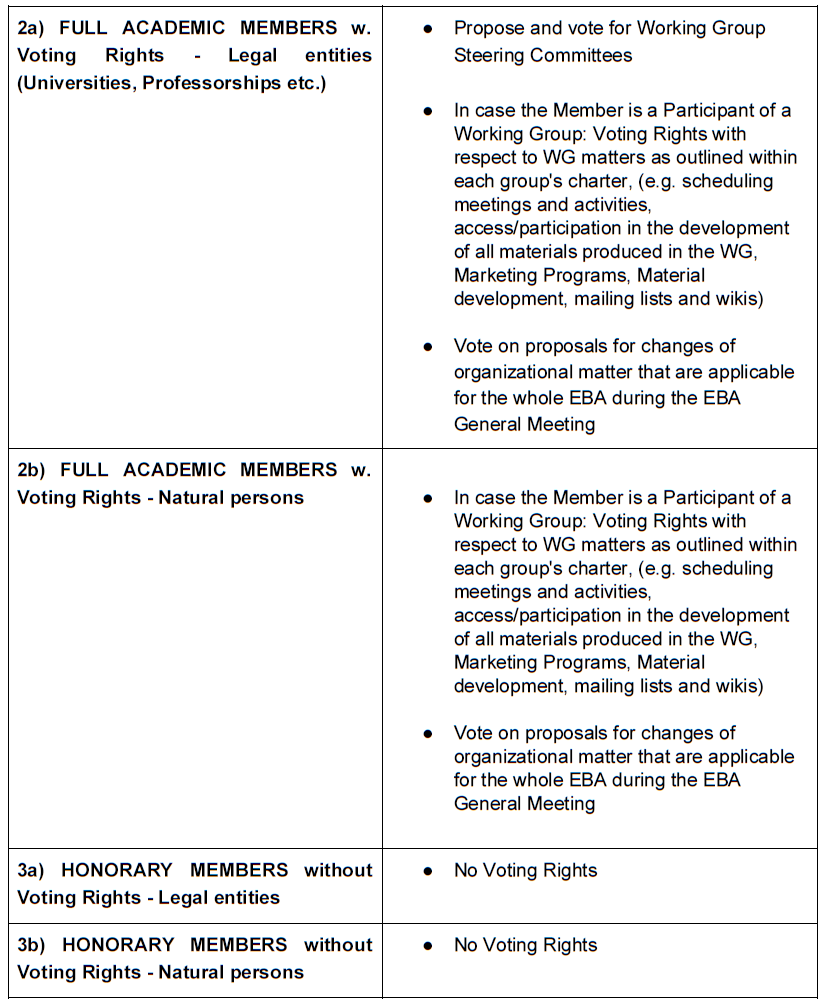 2a) FULL ACADEMIC MEMBERS w.
Voting Rights - Legal entities
(Universities, Professorships etc.)
● Propose and vote for Working Group
Steering Committees
● In case the Member is a Participant of a
Working Group: Voting Rights with
respect to WG matters as outlined within
each group's charter, (e.g. scheduling
meetings and activities,
access/participation in the development
of all materials produced in the WG,
Marketing Programs, Material
development, mailing lists and wikis)
● Vote on proposals for changes of
organizational matter that are applicable
for the whole EBA during the EBA
General Meeting
2b) FULL ACADEMIC MEMBERS w.
Voting Rights - Natural persons
● In case the Member is a Participant of a
Working Group: Voting Rights with
respect to WG matters as outlined within
each group's charter, (e.g. scheduling
meetings and activities,
access/participation in the development
of all materials produced in the WG,
Marketing Programs, Material
development, mailing lists and wikis)
● Vote on proposals for changes of
organizational matter that are applicable
for the whole EBA during the EBA
General Meeting
3a) HONORARY MEMBERS without
Voting Rights - Legal entities
● No Voting Rights
3b) HONORARY MEMBERS without
Voting Rights - Natural persons
● No Voting Rights